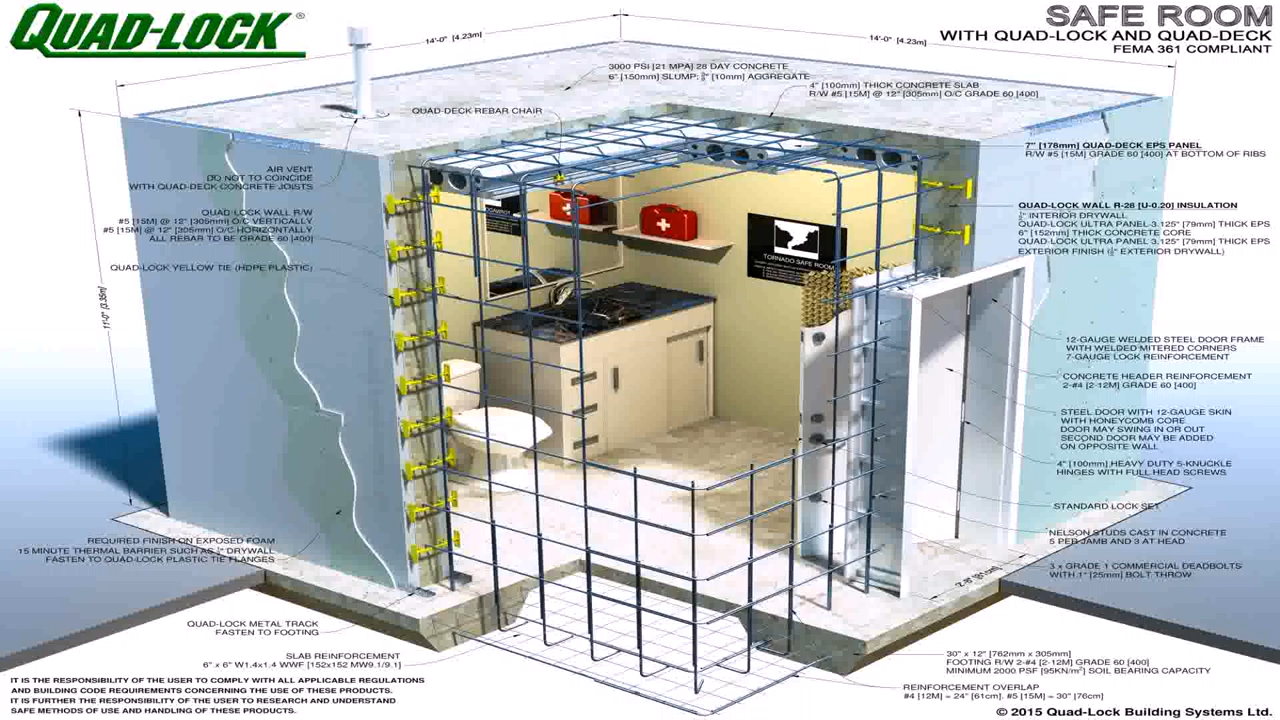 QUAD-LOCK®
SAFE ROOM
WITH QUAD-LOCK AND QUAD-DECK
FEMA 361 COMPLIANT
14'-0" [4.23m]
14'-0" [4.23m]
3000 PSI [21 MPA] 28 DAY CONCRETE
6" [150mm] SLUMP: ⅜" [10mm] AGGREGATE
4" [100mm] THICK CONCRETE SLAB
R/W #5 [15M] @ 12" [305mm] O/C GRADE 60 [400]
QUAD-DECK REBAR CHAIR
7" [178mm] QUAD-DECK EPS PANEL
R/W #5 [15M] GRADE 60 [400] AT BOTTOM OF RIBS
AIR VENT
DO NOT TO COINCIDE
WITH QUAD-DECK CONCRETE JOISTS
QUAD-LOCK WALL R/W
#5 [15M] @ 12" [305mm] O/C VERTICALLY
#5 [15M] @ 12" [305mm] O/C HORIZONTALLY
ALL REBAR TO BE GRADE 60 [400]
QUAD-LOCK YELLOW TIE (HDPE PLASTIC)
QUAD-LOCK WALL R-28 [U-0.20] INSULATION
INTERIOR DRYWALL
QUAD-LOCK ULTRA PANEL 3.125" [79mm] THICK EPS
6" [152mm] THICK CONCRETE CORE
QUAD-LOCK ULTRA PANEL 3.125" [79mm] THICK EPS
EXTERIOR FINISH (½" EXTERIOR DRYWALL)
TORNADO SAFE ROOM
11'-0" [3.35m]
12-GAUGE WELDED STEEL DOOR FRAME
WITH WELDED MITERED CORNERS
7-GAUGE LOCK REINFORCEMENT
CONCRETE HEADER REINFORCEMENT
2-#4 [2-12M] GRADE 60 [400]
STEEL DOOR WITH 12-GAUGE SKIN
WITH HONEYCOMB CORE
DOOR MAY SWING IN OR OUT
SECOND DOOR MAY BE ADDED
ON OPPOSITE WALL
4" [100mm] HEAVY DUTY 5-KNUCKLE
HINGES WITH FULL HEAD SCREWS
STANDARD LOCK SET
NELSON STUDS CAST IN CONCRETE
5 PER JAMB AND 3 AT HEAD
3 x GRADE 1 COMMERCIAL DEADBOLTS
WITH 1" [25mm] BOLT THROW
REQUIRED FINISH ON EXPOSED FOAM
15 MINUTE THERMAL BARRIER SUCH AS ½" DRYWALL
FASTEN TO QUAD-LOCK PLASTIC TIE FLANGES
QUAD-LOCK METAL TRACK
FASTEN TO FOOTING
SLAB REINFORCEMENT
6" x 6" W1.4x1.4 WWF [152x152 MW9.1/9.1]
30" x 12" [762mm x 305mm]
FOOTING R/W 2-#4 [2-12M] GRADE 60 [400]
MINIMUM 2000 PSF [95KN/m²] SOIL BEARING CAPACITY
REINFORCEMENT OVERLAP
#4 [12M] = 24" [61cm]. #5 [15M] = 30" [76cm]
IT IS THE RESPONSIBILITY OF THE USER TO COMPLY WITH ALL APPLICABLE REGULATIONS
AND BUILDING CODE REQUIREMENTS CONCERNING THE USE OF THESE PRODUCTS.
IT IS FURTHER THE RESPONSIBILITY OF THE USER TO RESEARCH AND UNDERSTAND
SAFE METHODS OF USE AND HANDLING OF THESE PRODUCTS.
© 2015 Quad-Lock Building Systems Ltd.